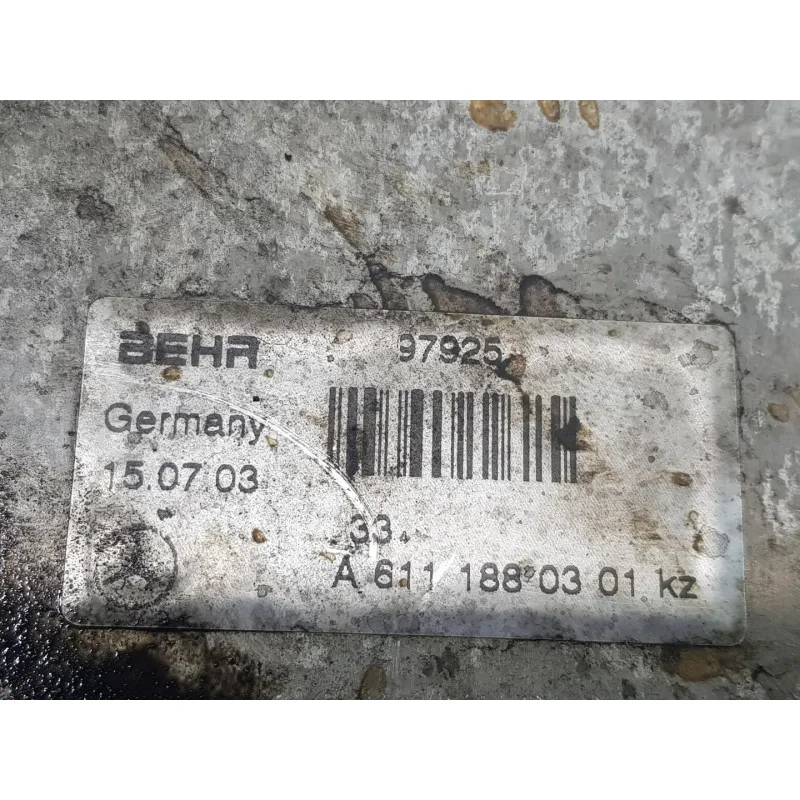 BEHR 97925
Germany
15.07.03
33
A 611 188 03 01 kz